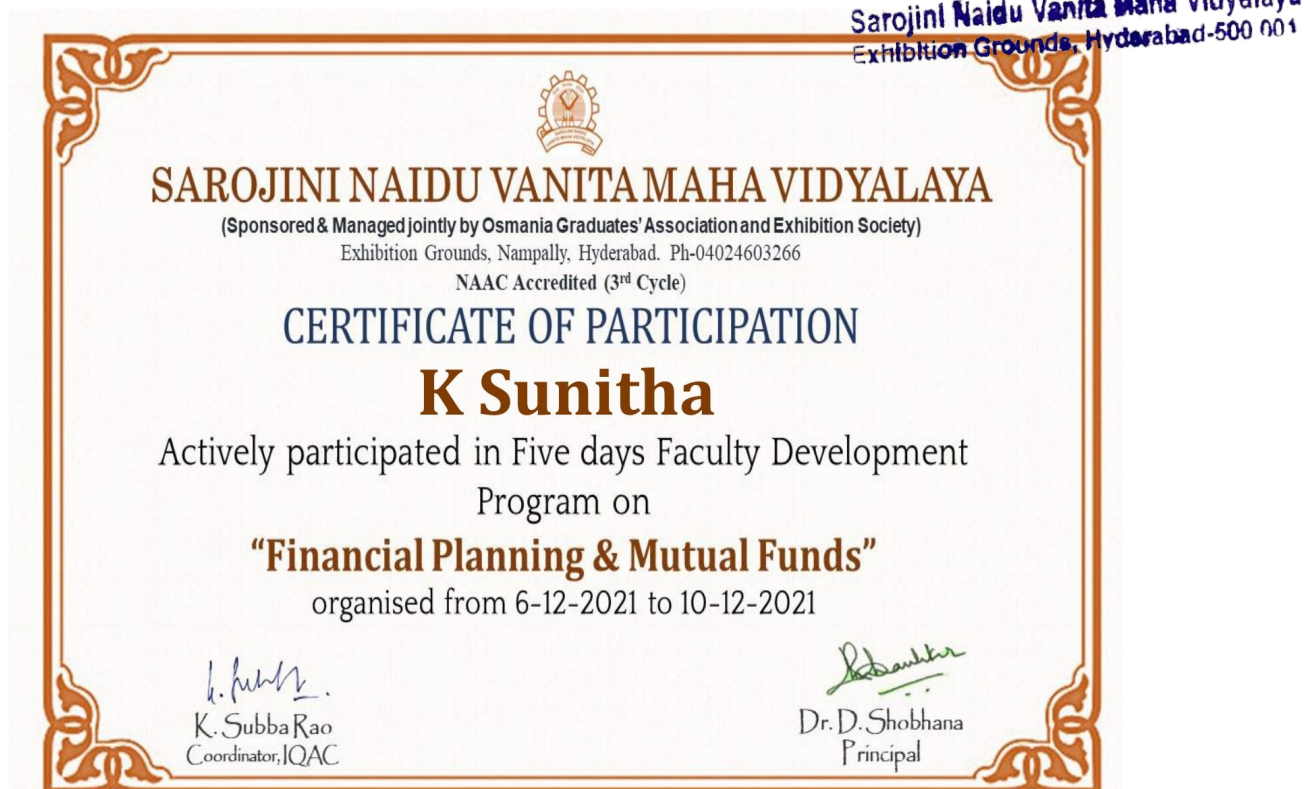 Sarojini Naidu Vanita Maha Vidyalaya
Exhibition Grounds, Hyderabad-500 001
SAROJINI NAIDU VANITA MAHA VIDYALAYA
(Sponsored & Managed jointly by Osmania Graduates' Association and Exhibition Society)
Exhibition Grounds, Nampally, Hyderabad. Ph-04024603266
NAAC Accredited (3rd Cycle)
CERTIFICATE OF PARTICIPATION
K Sunitha
Actively participated in Five days Faculty Development
Program on
“Financial Planning & Mutual Funds”
organised from 6-12-2021 to 10-12-2021
K. Subba Rao
Coordinator, IQAC
Dr. D. Shobhana
Principal